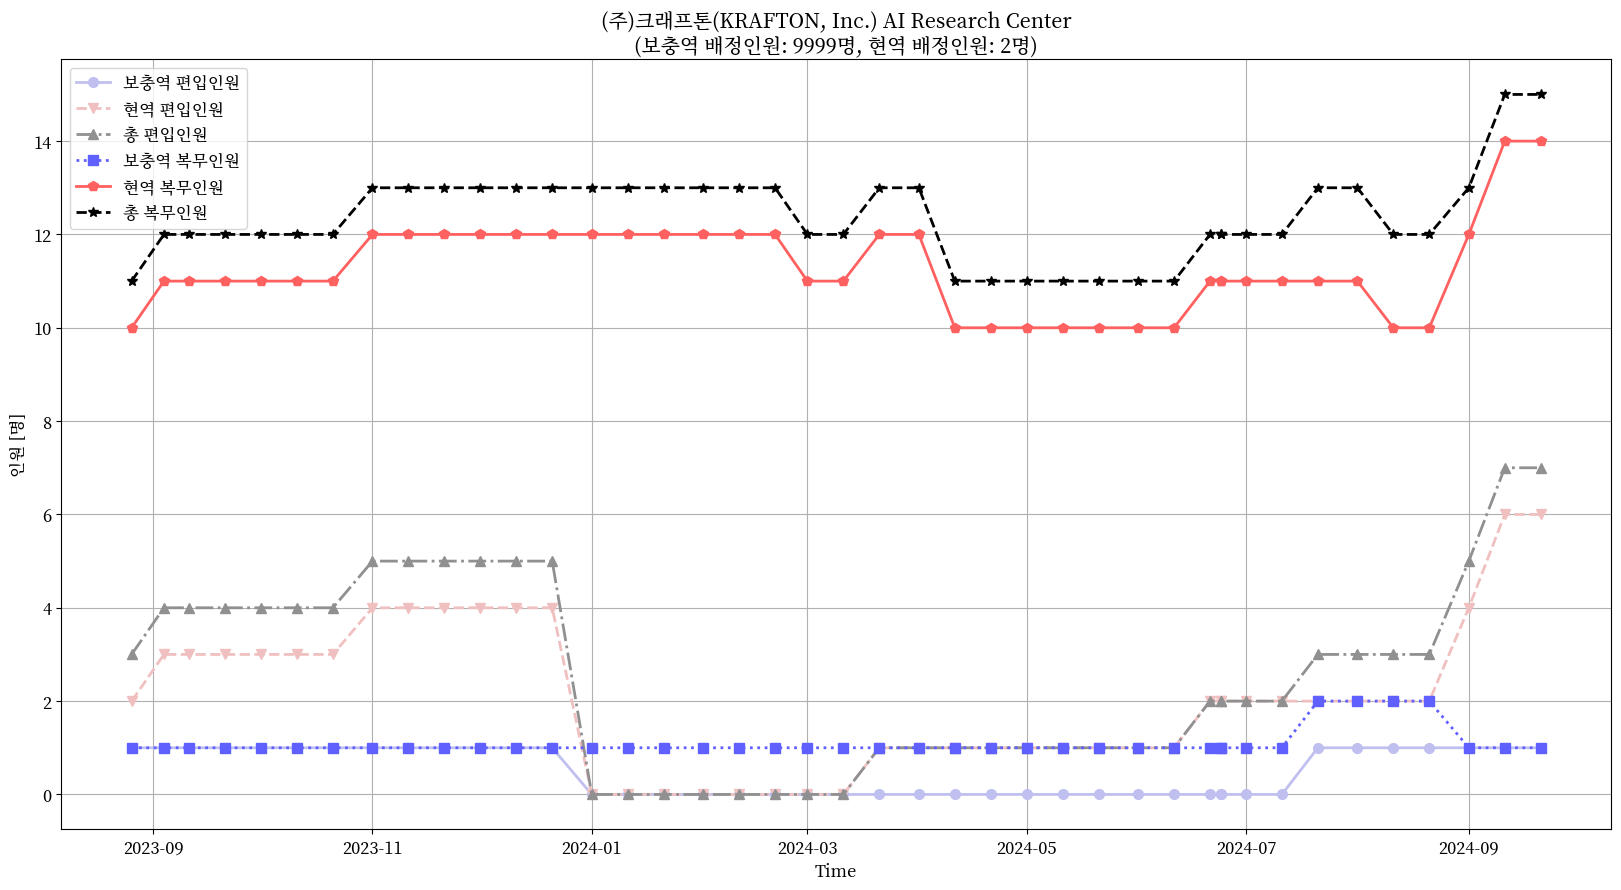 (주)크래프톤(KRAFTON, Inc.) AI Research Center
(보충역 배정인원: 9999명, 현역 배정인원: 2명)
보충역 편입인원
현역 편입인원
총 편입인원
보충역 복무인원
현역 복무인원
총 복무인원
14
12
10
8
6
4
2
0
인원 [명]
2023-09
2023-11
2024-01
2024-03
2024-05
2024-07
2024-09
Time